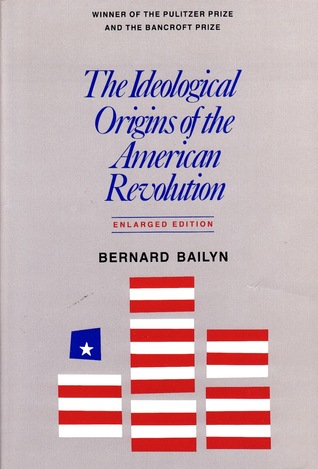 WINNER OF THE PULITZER PRIZE
AND THE BANCROFT PRIZE
The Ideological
Origins of the
American
Revolution
ENLARGED EDITION
BERNARD BAILYN